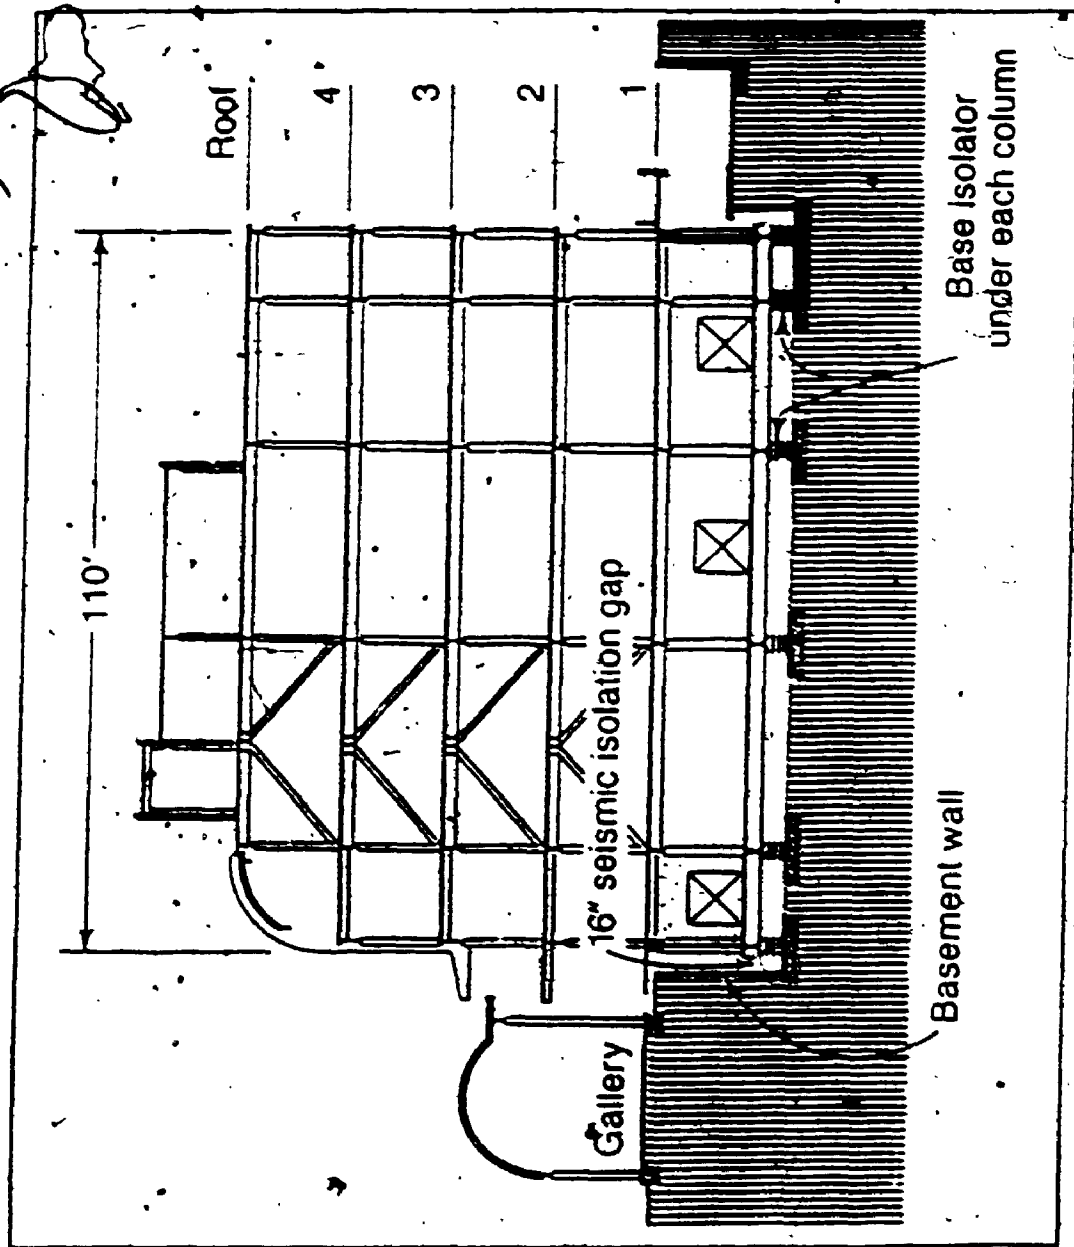 110'
Roof
4
3
2
1
16" seismic isolation gap
Gallery
Basement wall
Base isolator
under each column